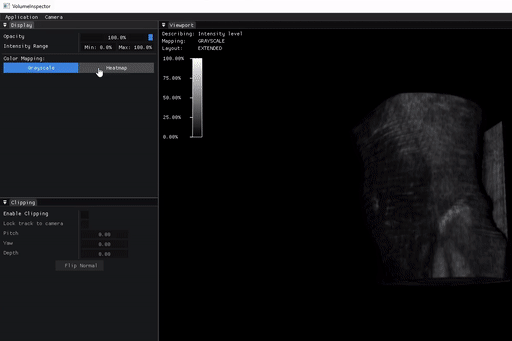 VolumeInspector
Application Camera
Display
Opacity 100.0%
Intensity Range Min: 0.0% Max: 100.0%
Color Mapping:
Grayscale Heatmap
Clipping
Enable Clipping
Lock track to camera
Pitch 0.00
Yaw 0.00
Depth 0.00
Flip Normal
Viewport
Describing: Intensity level
Mapping: GRAYSCALE
Layout: EXTENDED
100.00%
75.00%
50.00%
25.00%
0.00%